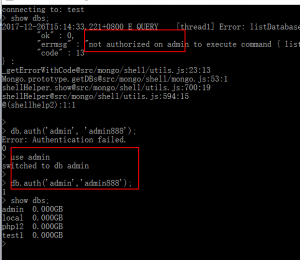 connecting to: test
> show dbs;
2017-12-26T15:14:33.221+0800 E QUERY    [thread1] Error: listDatabase
"ok" : 0,
"errmsg" : "not authorized on admin to execute command { list
"code" : 13
} :
_getErrorWithCode@src/mongo/shell/utils.js:23:13
Mongo.prototype.getDBs@src/mongo/shell/mongo.js:53:1
shellHelper.show@src/mongo/shell/utils.js:700:19
shellHelper@src/mongo/shell/utils.js:594:15
@(shellhelp2):1:1
>
> db.auth('admin', 'admin888');
Error: Authentication failed.
0
> use admin
switched to db admin
>
> db.auth('admin','admin888');
1
> show dbs;
admin  0.000GB
local  0.000GB
php12  0.000GB
test1  0.000GB
>